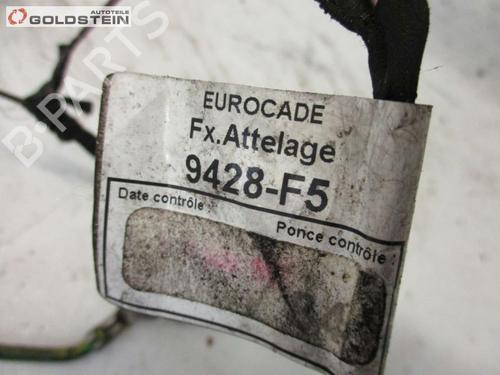 AUTOTEILE
GOLDSTEIN
B-PARTS
EUROCADE
Fx.Attelage
9428-F5
Date contrôle :
Ponce contrôle :